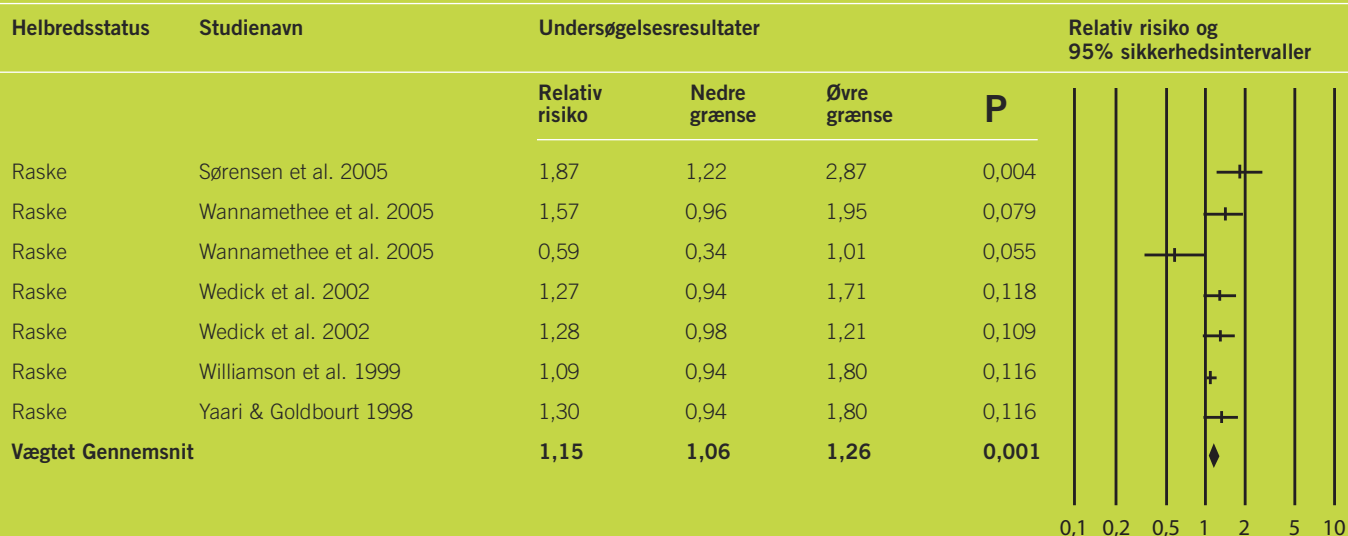 Helbredsstatus Studienavn Undersøgelsesresultater Relativ risiko og
95% sikkerhedsintervaller
Relativ risiko Nedre grænse Øvre grænse P
Raske Sørensen et al. 2005 1,87 1,22 2,87 0,004
Raske Wannamethee et al. 2005 1,57 0,96 1,95 0,079
Raske Wannamethee et al. 2005 0,59 0,34 1,01 0,055
Raske Wedick et al. 2002 1,27 0,94 1,71 0,118
Raske Wedick et al. 2002 1,28 0,98 1,21 0,109
Raske Williamson et al. 1999 1,09 0,94 1,80 0,116
Raske Yaari & Goldbourt 1998 1,30 0,94 1,80 0,116
Vægtet Gennemsnit 1,15 1,06 1,26 0,001
0,1 0,2 0,5 1 2 5 10